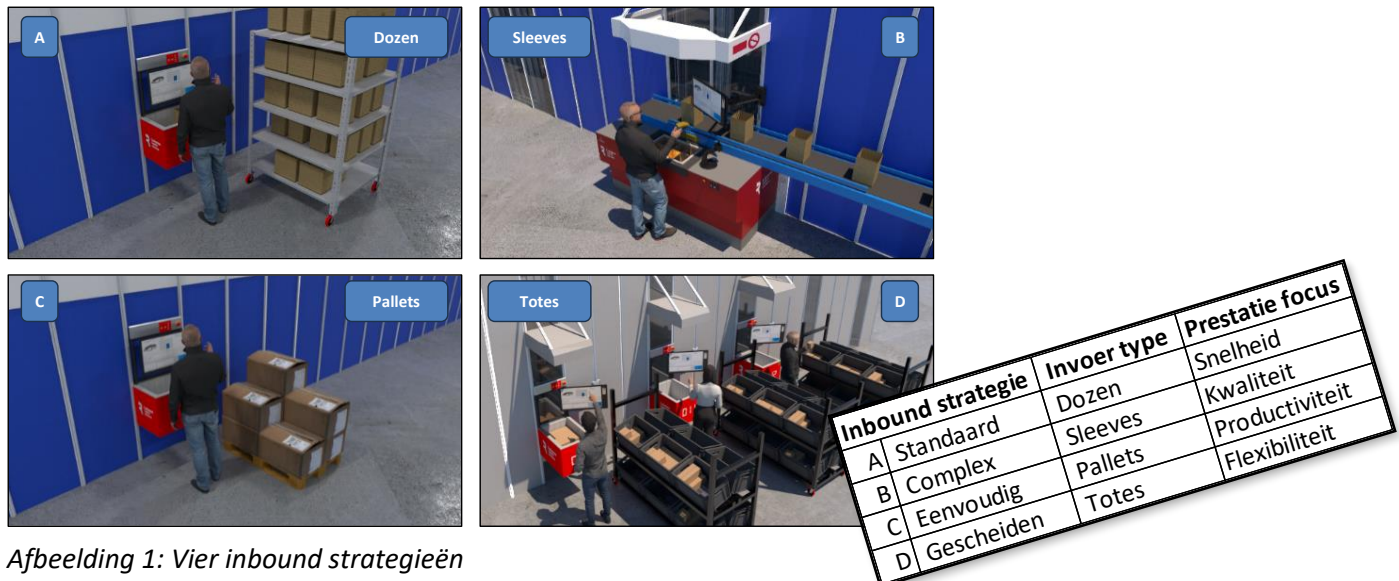 A Dozen
Sleeves B
C Pallets
Totes D
Inbound strategie Invoer type Prestatie focus
A Standaard Dozen Snelheid
B Complex Sleeves Kwaliteit
C Eenvoudig Pallets Productiviteit
D Gescheiden Totes Flexibiliteit
Afbeelding 1: Vier inbound strategieën